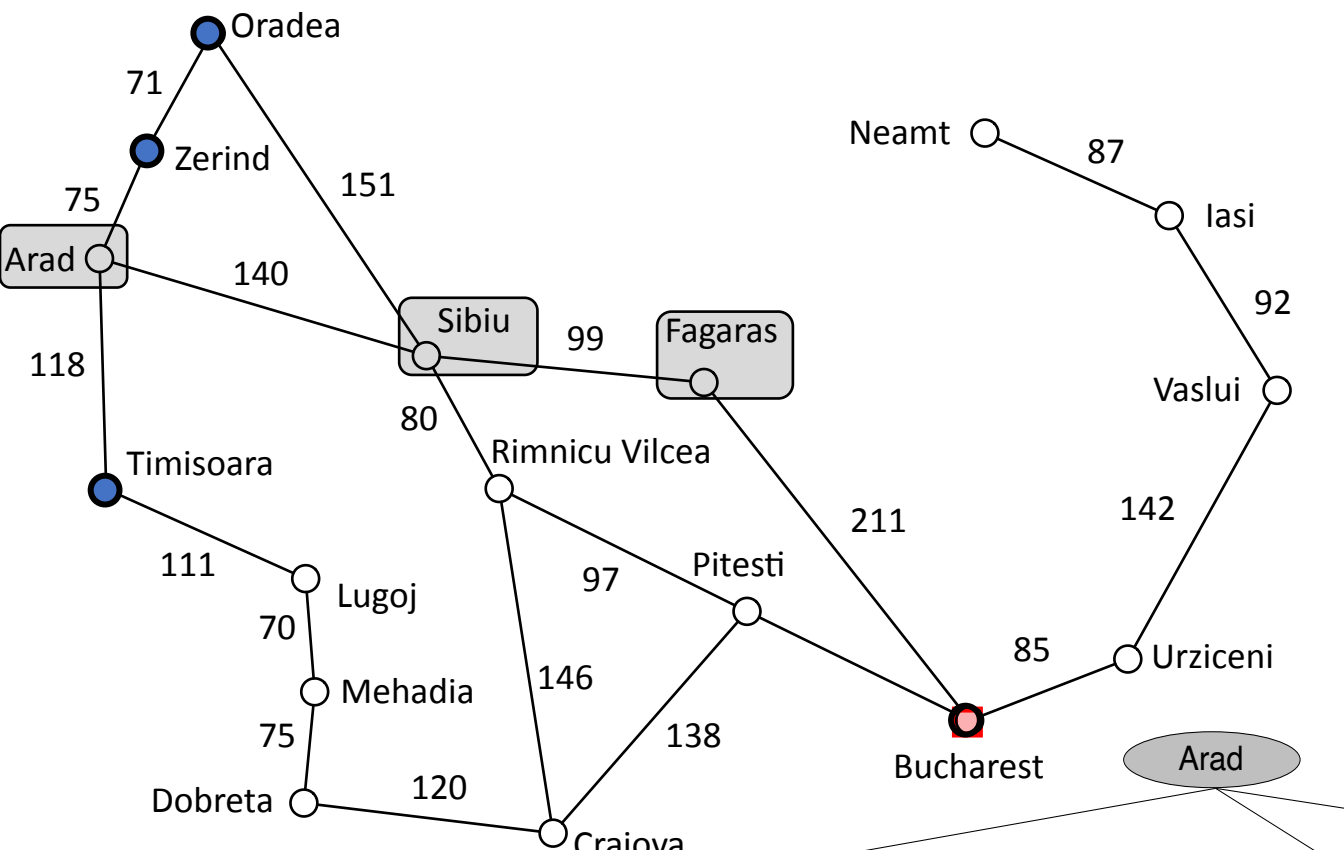 Oradea
71
Neamt
87
Zerind
151
75
Iasi
Arad
140
92
Sibiu
99
Fagaras
118
Vaslui
80
Rimnicu Vilcea
Timisoara
142
211
111
Pitesti
97
Lugoj
70
85
Urziceni
146
Mehadia
75
138
Arad
Bucharest
120
Dobreta
Craiova